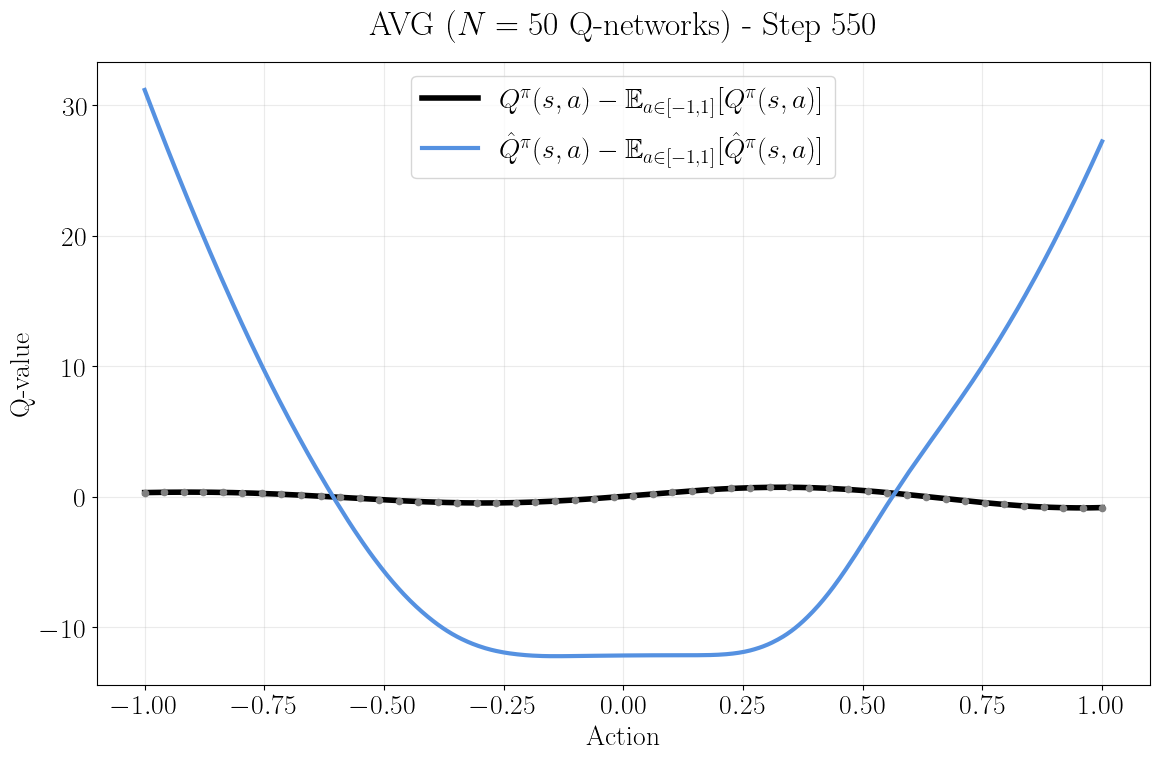 AVG (N = 50 Q-networks) - Step 550
Q^π(s, a) − 𝔼_{a∈[−1,1]}[Q^π(s, a)]
Q̂^π(s, a) − 𝔼_{a∈[−1,1]}[Q̂^π(s, a)]
30
20
10
0
−10
Q-value
−1.00 −0.75 −0.50 −0.25 0.00 0.25 0.50 0.75 1.00
Action